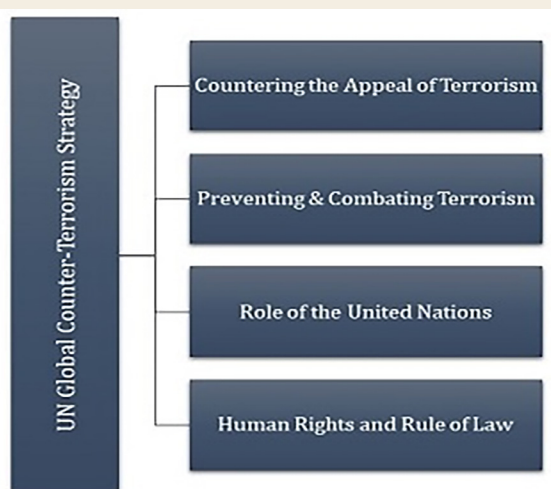 UN Global Counter-Terrorism Strategy
Countering the Appeal of Terrorism
Preventing & Combating Terrorism
Role of the United Nations
Human Rights and Rule of Law